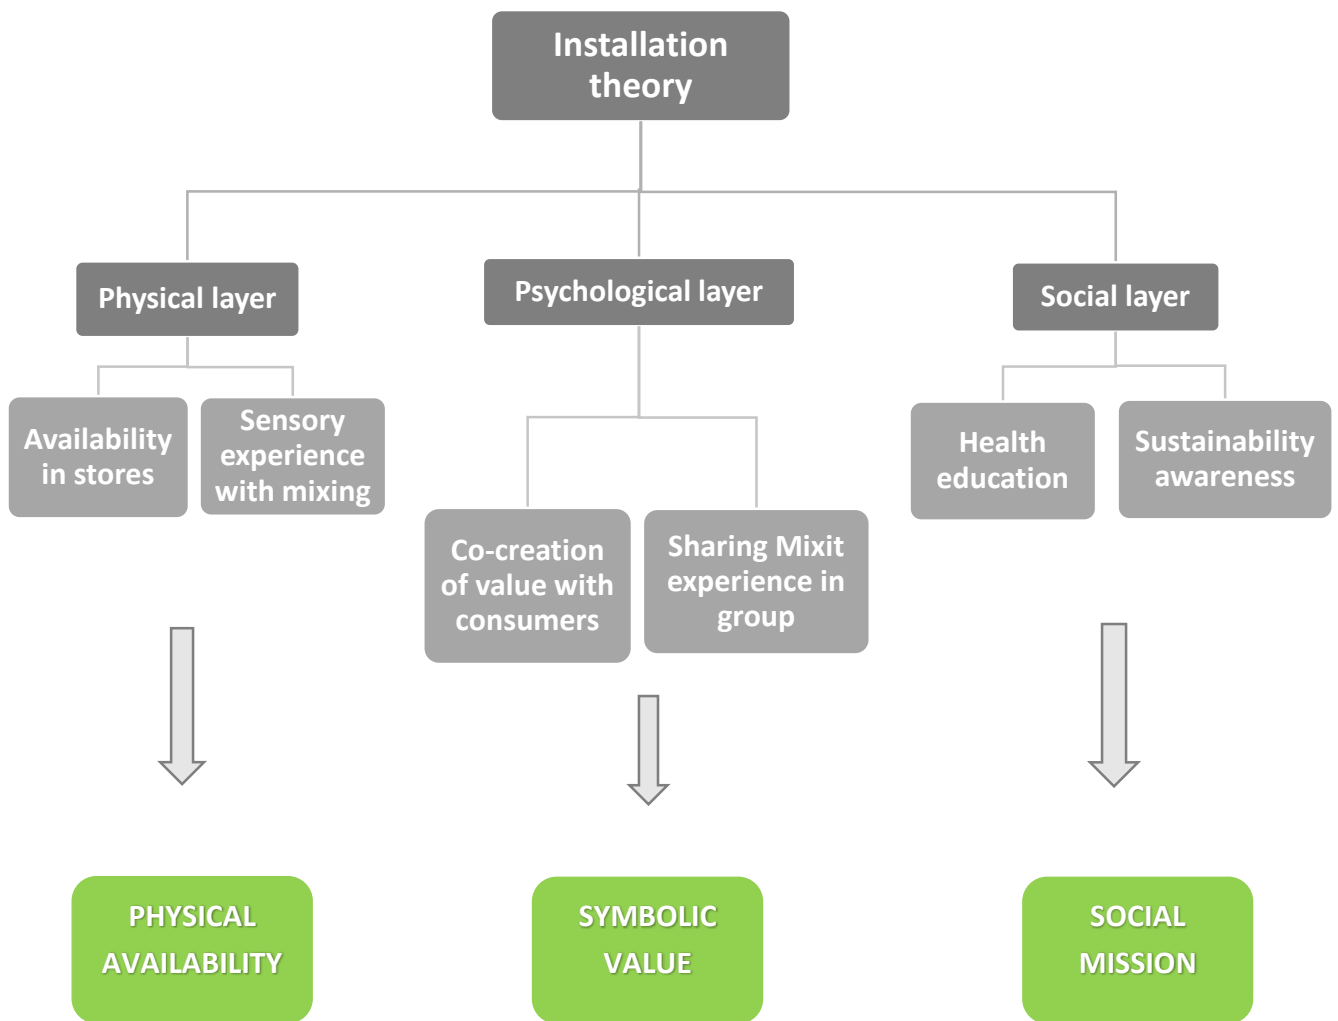 Installation
theory
Physical layer
Psychological layer
Social layer
Availability
in stores
Sensory
experience
with mixing
Co-creation
of value with
consumers
Sharing Mixit
experience in
group
Health
education
Sustainability
awareness
PHYSICAL
AVAILABILITY
SYMBOLIC
VALUE
SOCIAL
MISSION